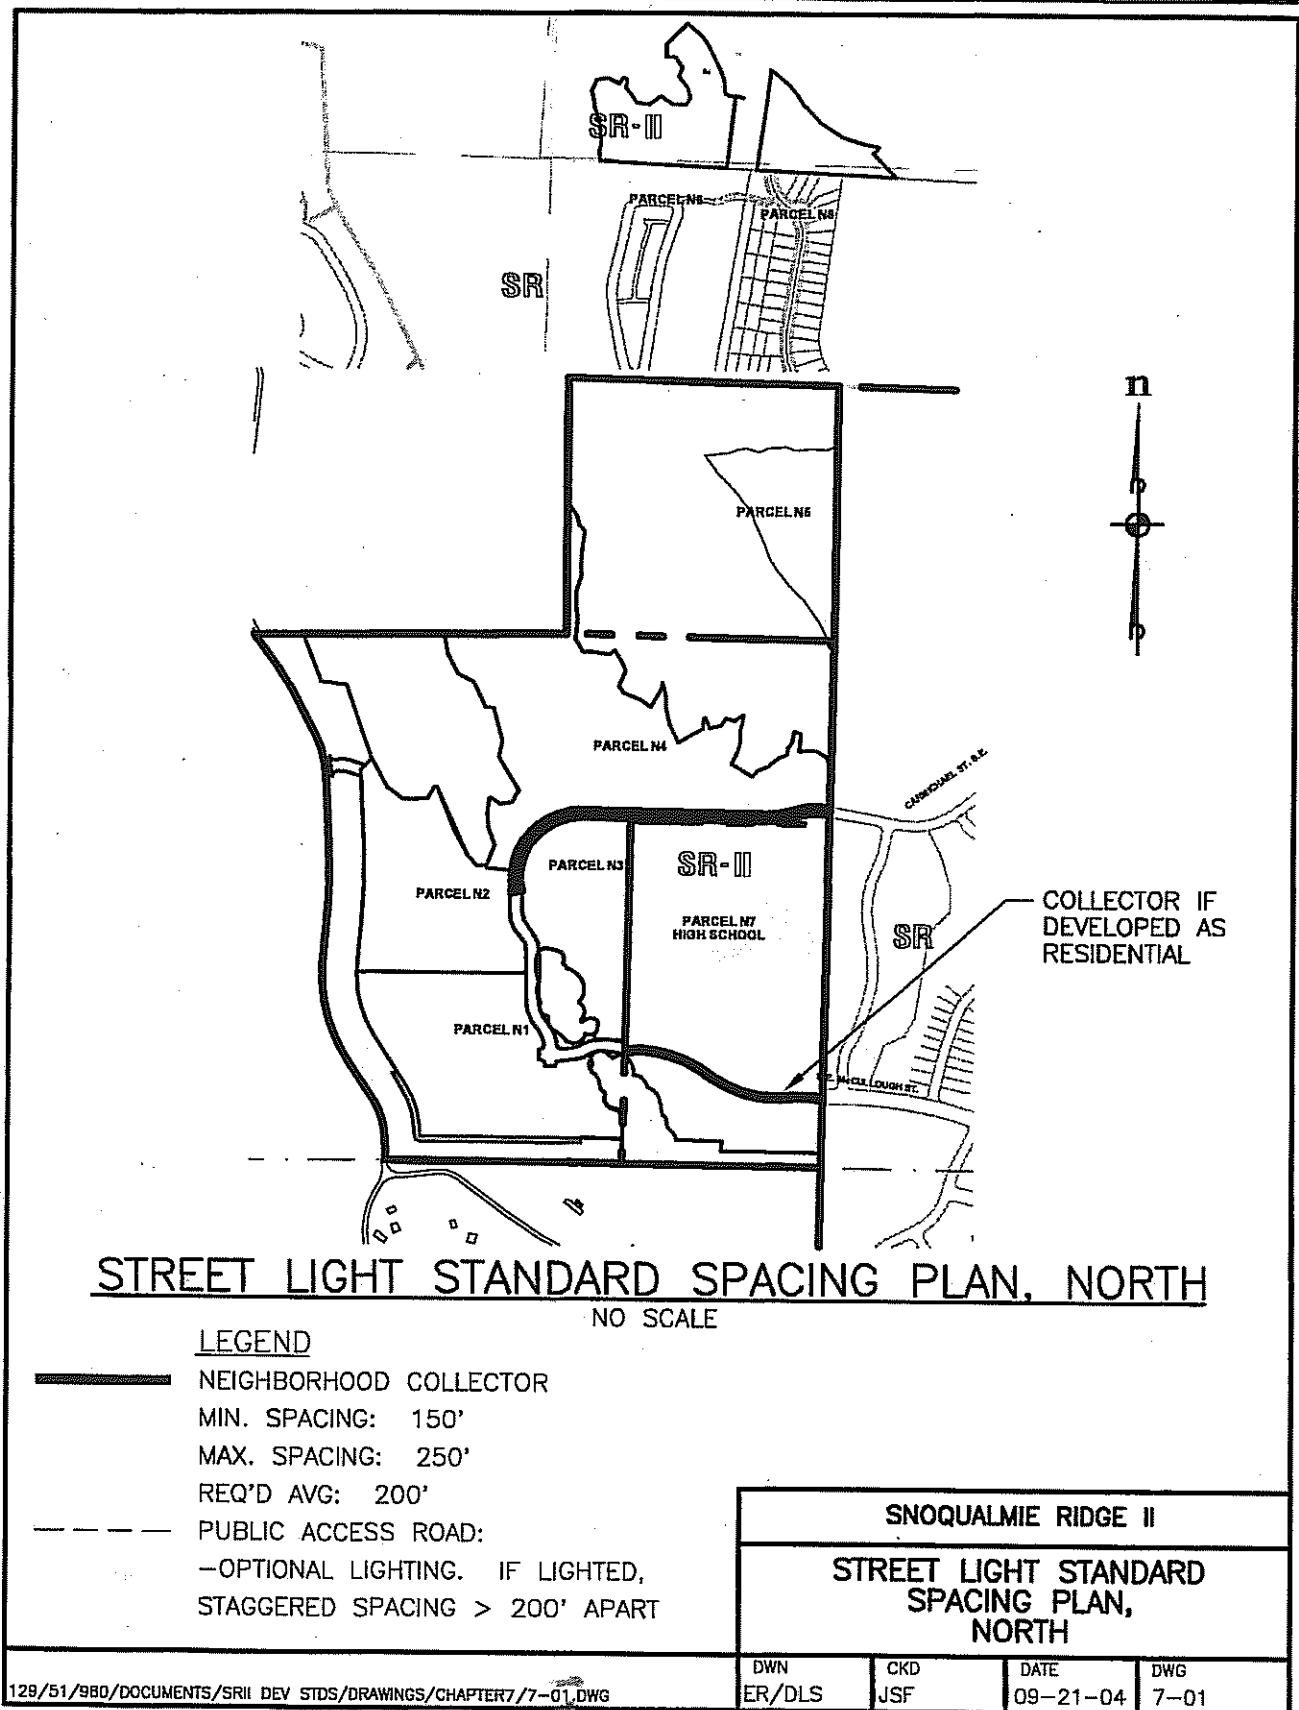 SR-II
PARCEL N6
PARCEL N8
SR
n
PARCEL N5
PARCEL N4
CARMICHAEL ST. S.E.
PARCEL N3
SR-II
PARCEL N2
PARCEL N7
HIGH SCHOOL
SR
COLLECTOR IF
DEVELOPED AS
RESIDENTIAL
PARCEL N1
McCULLOUGH ST.
STREET LIGHT STANDARD SPACING PLAN, NORTH
NO SCALE
LEGEND
NEIGHBORHOOD COLLECTOR
MIN. SPACING: 150'
MAX. SPACING: 250'
REQ'D AVG: 200'
PUBLIC ACCESS ROAD:
-OPTIONAL LIGHTING. IF LIGHTED,
STAGGERED SPACING > 200' APART
SNOQUALMIE RIDGE II
STREET LIGHT STANDARD
SPACING PLAN,
NORTH
DWN
ER/DLS
CKD
JSF
DATE
09-21-04
DWG
7-01
129/51/980/DOCUMENTS/SRII DEV STDS/DRAWINGS/CHAPTER7/7-01.DWG